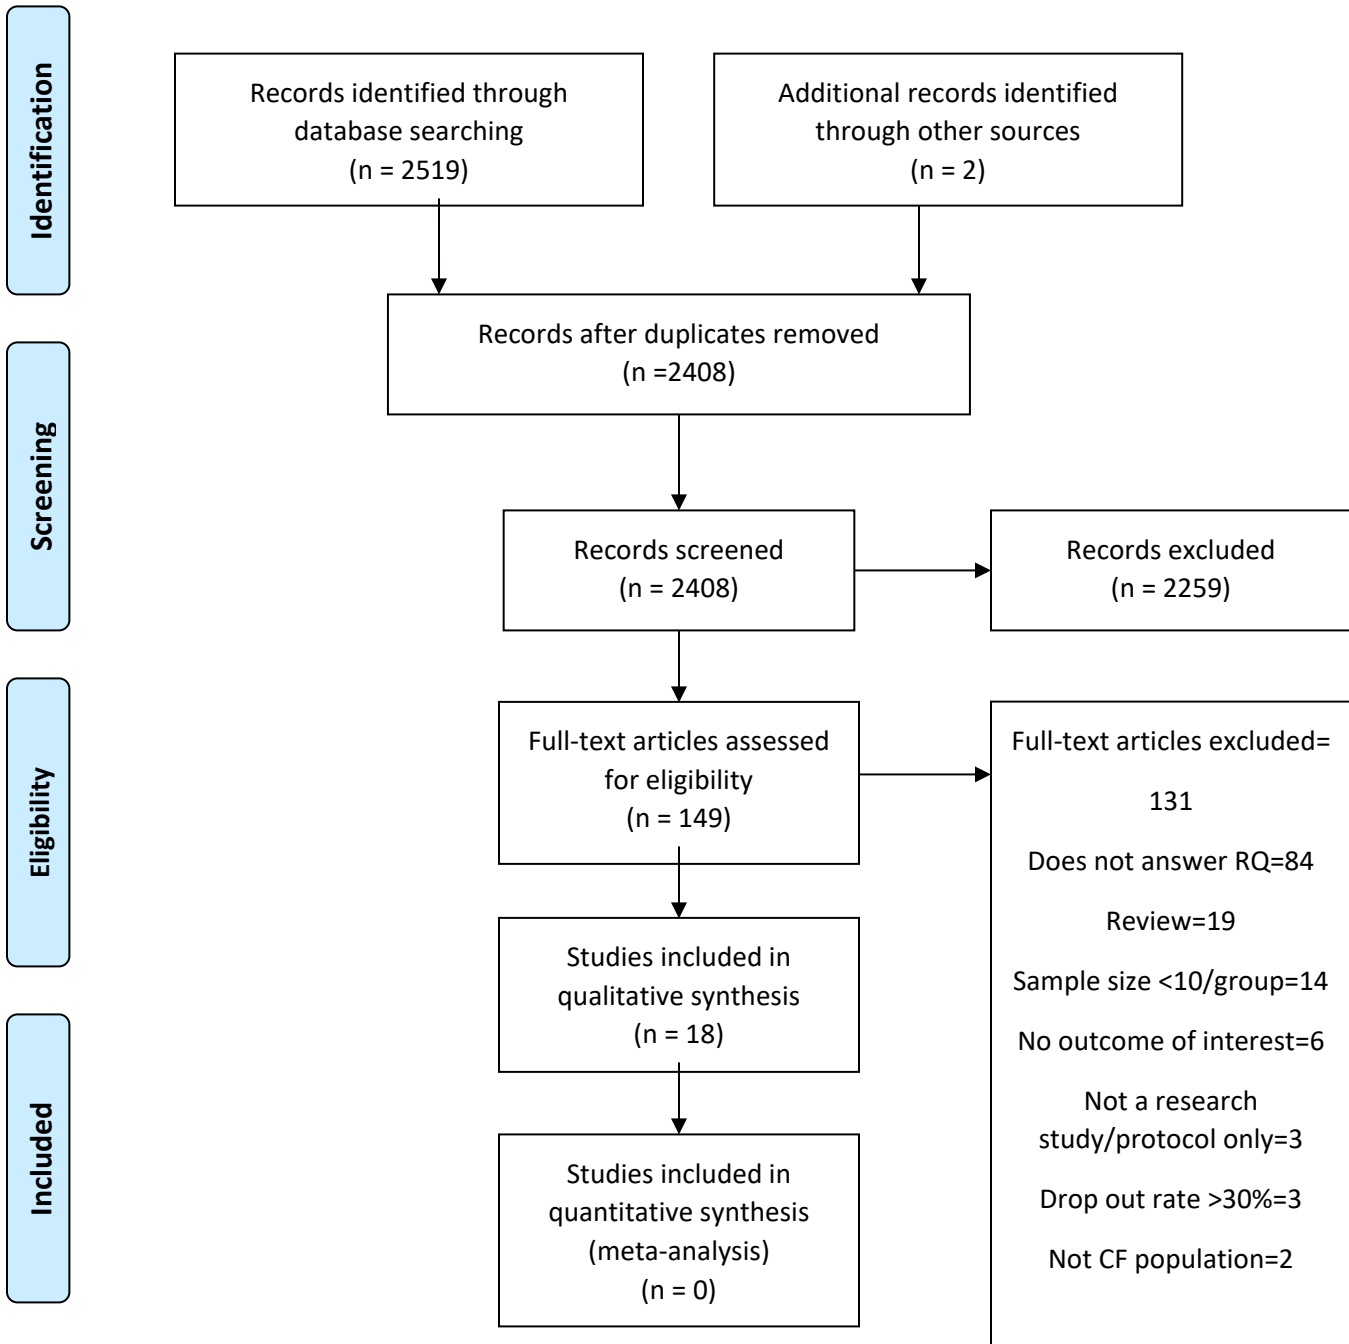 Identification
Records identified through
database searching
(n = 2519)
Additional records identified
through other sources
(n = 2)
Records after duplicates removed
(n =2408)
Screening
Records screened
(n = 2408)
Records excluded
(n = 2259)
Eligibility
Full-text articles assessed
for eligibility
(n = 149)
Full-text articles excluded=
131
Does not answer RQ=84
Review=19
Sample size <10/group=14
No outcome of interest=6
Not a research
study/protocol only=3
Drop out rate >30%=3
Not CF population=2
Studies included in
qualitative synthesis
(n = 18)
Included
Studies included in
quantitative synthesis
(meta-analysis)
(n = 0)